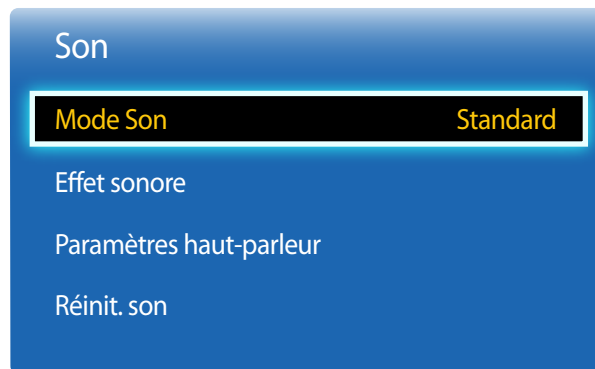 Son
Mode Son Standard
Effet sonore
Paramètres haut-parleur
Réinit. son